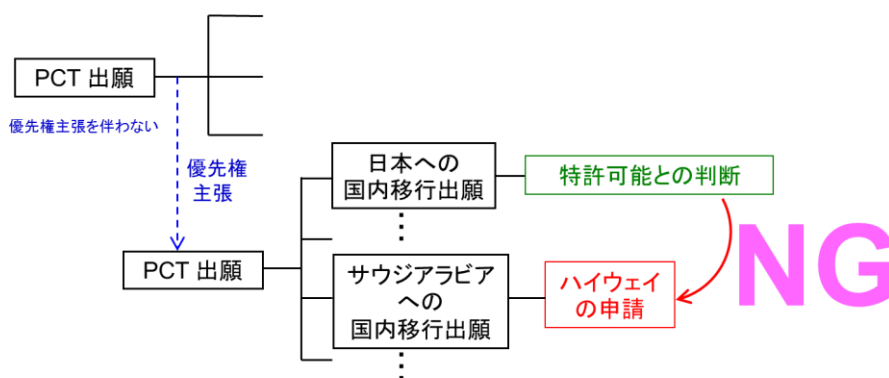 PCT 出願
優先権主張を伴わない
優先権
主張
日本への
国内移行出願
特許可能との判断
PCT 出願
サウジアラビア
への
国内移行出願
ハイウェイ
の申請
NG